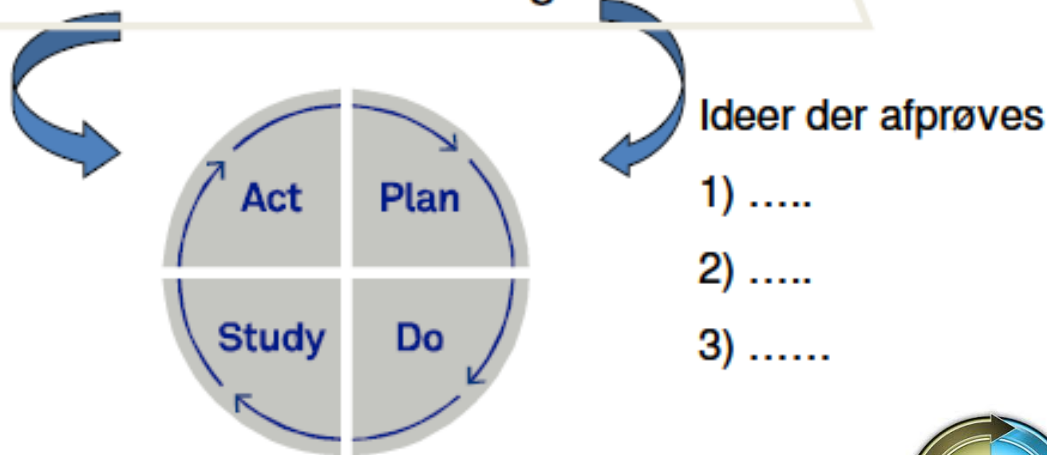 Ideer der afprøves
Act Plan
1) .....
2) .....
Study Do
3) ......